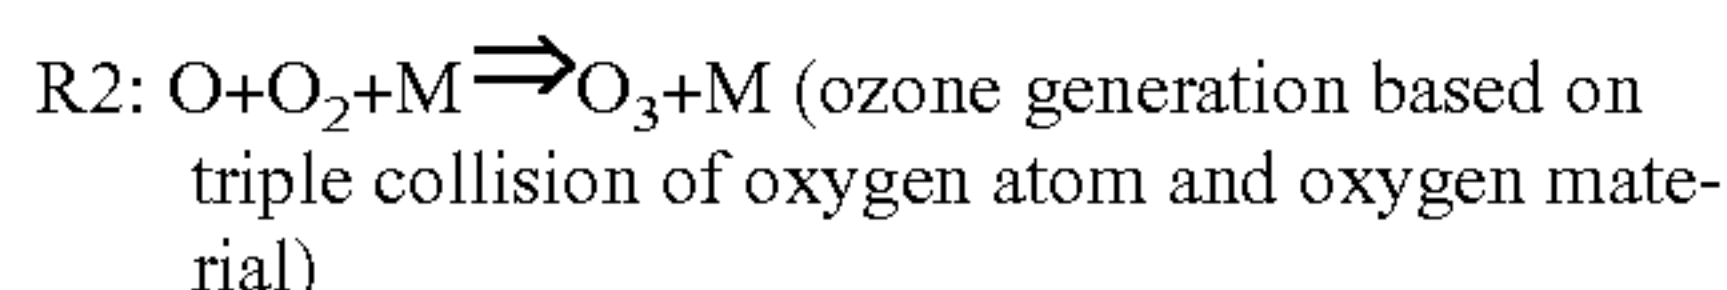 R2: O+O₂+M⇒O₃+M (ozone generation based on
triple collision of oxygen atom and oxygen mate-
rial)